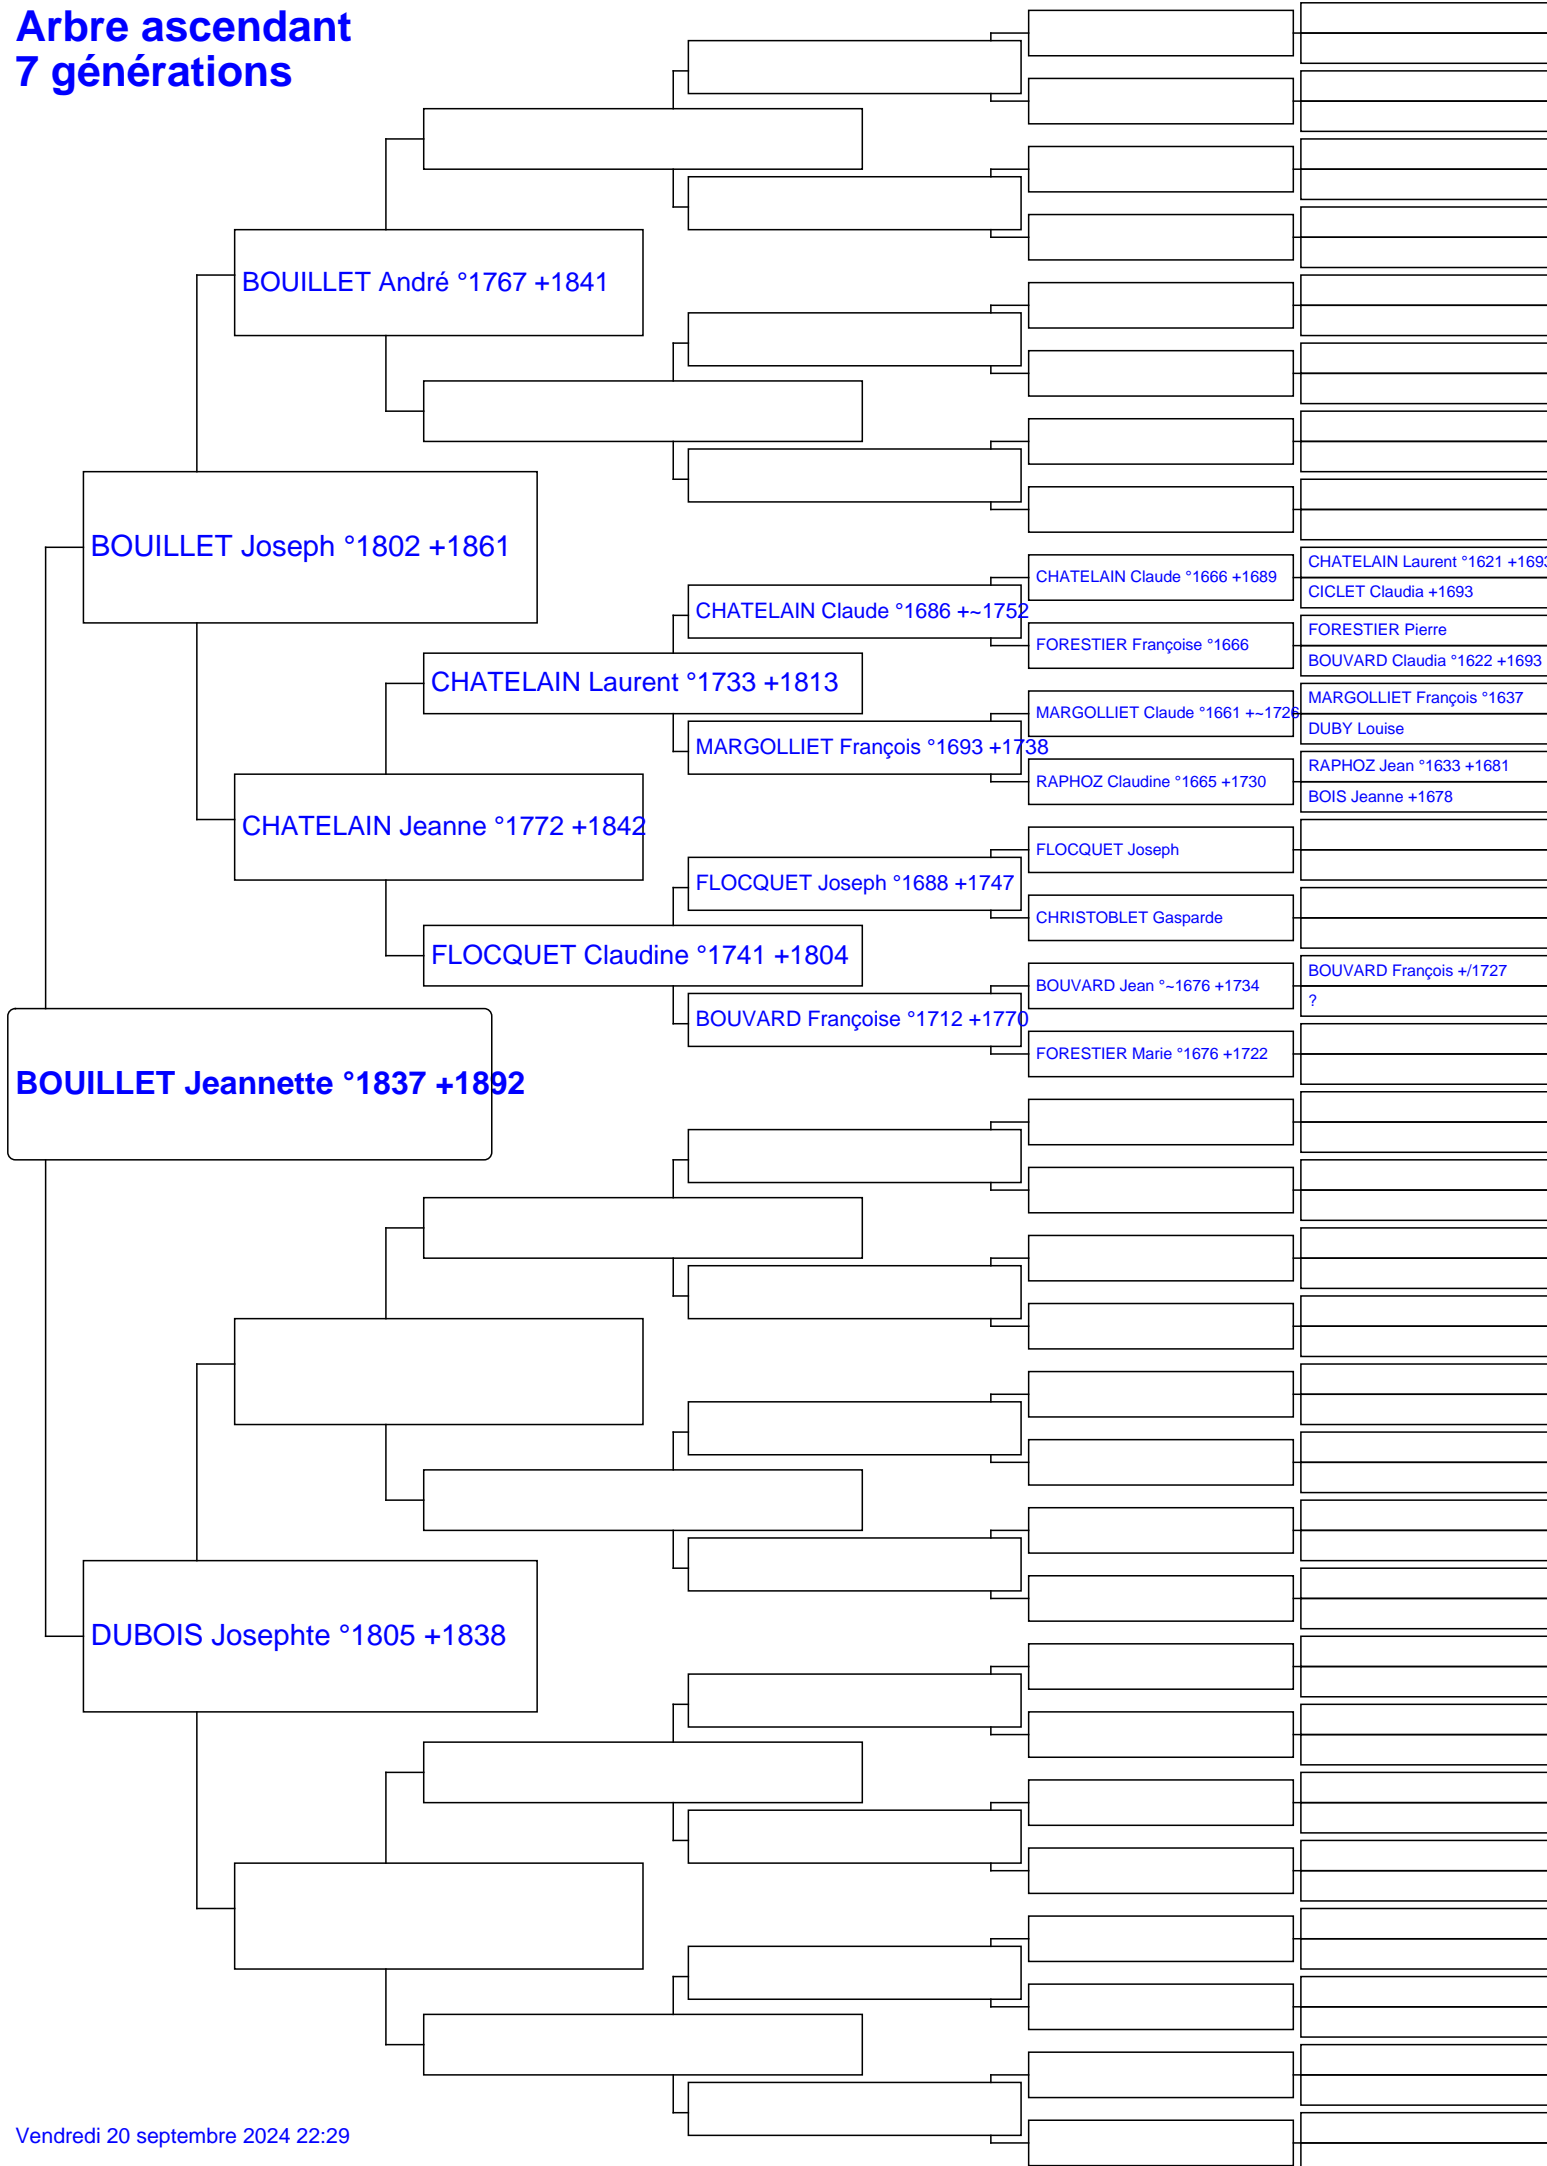 Arbre ascendant
7 générations
BOUILLET André °1767 +1841
BOUILLET Joseph °1802 +1861
CHATELAIN Claude °1666 +1689
CHATELAIN Laurent °1621 +1693
CICLET Claudia +1693
CHATELAIN Claude °1686 +~1752
FORESTIER Françoise °1666
FORESTIER Pierre
BOUVARD Claudia °1622 +1693
CHATELAIN Laurent °1733 +1813
MARGOLLIET Claude °1661 +~1726
MARGOLLIET François °1637
DUBY Louise
MARGOLLIET François °1693 +1738
RAPHOZ Claudine °1665 +1730
RAPHOZ Jean °1633 +1681
BOIS Jeanne +1678
CHATELAIN Jeanne °1772 +1842
FLOCQUET Joseph
FLOCQUET Joseph °1688 +1747
CHRISTOBLET Gasparde
FLOCQUET Claudine °1741 +1804
BOUVARD Jean °~1676 +1734
BOUVARD François +/1727
?
BOUVARD Françoise °1712 +1770
FORESTIER Marie °1676 +1722
BOUILLET Jeannette °1837 +1892
DUBOIS Josephte °1805 +1838
Vendredi 20 septembre 2024 22:29